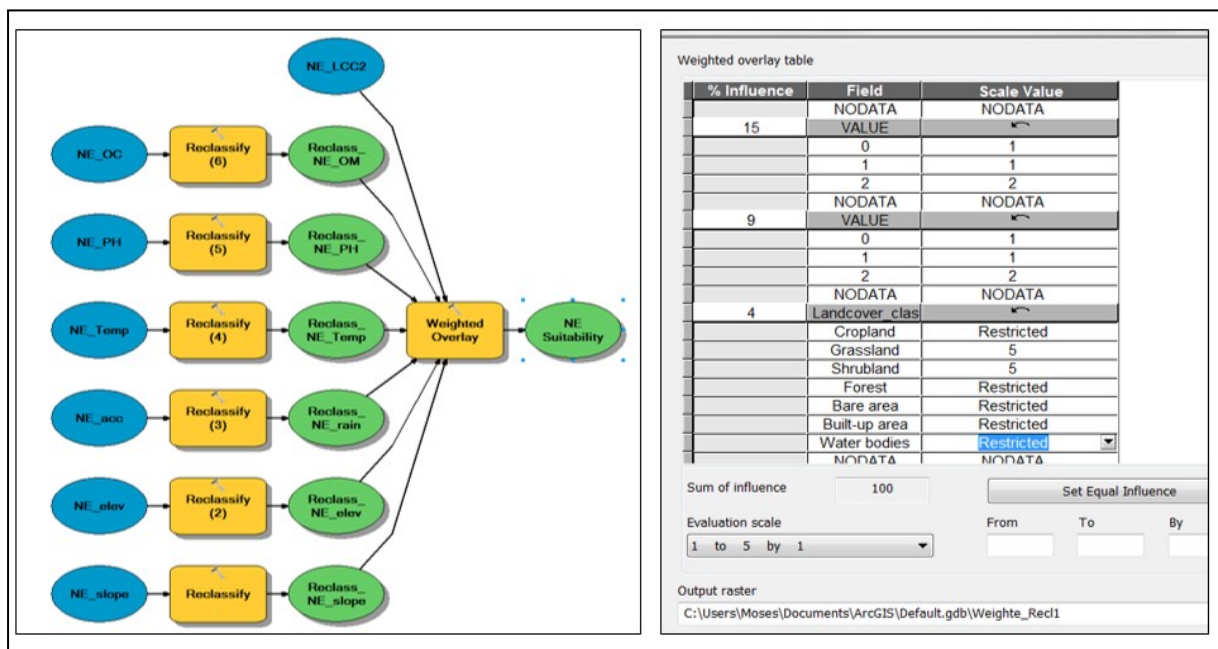 NE_LCC2
NE_OC
Reclassify
(6)
Reclass_
NE_OM
NE_PH
Reclassify
(5)
Reclass_
NE_PH
NE_Temp
Reclassify
(4)
Reclass_
NE_Temp
Weighted
Overlay
NE
Suitability
NE_acc
Reclassify
(3)
Reclass_
NE_rain
NE_elev
Reclassify
(2)
Reclass_
NE_elev
NE_slope
Reclassify
Reclass_
NE_slope
Weighted overlay table
% Influence Field Scale Value
NODATA NODATA
15 VALUE
0 1
1 1
2 2
NODATA NODATA
9 VALUE
0 1
1 1
2 2
NODATA NODATA
4 Landcover_clas
Cropland Restricted
Grassland 5
Shrubland 5
Forest Restricted
Bare area Restricted
Built-up area Restricted
Water bodies Restricted
NODATA NODATA
Sum of influence 100 Set Equal Influence
Evaluation scale From To By
1 to 5 by 1
Output raster
C:\Users\Moses\Documents\ArcGIS\Default.gdb\Weighte_Recl1